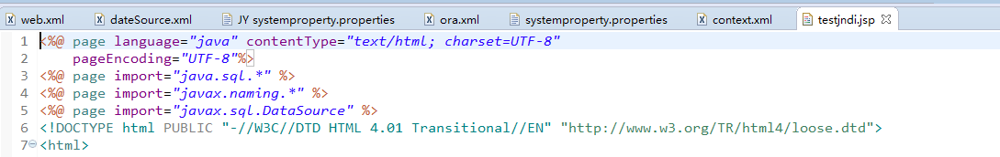 web.xml dateSource.xml JY systemproperty.properties ora.xml systemproperty.properties context.xml testjndi.jsp
1 <%@ page language="java" contentType="text/html; charset=UTF-8"
2 pageEncoding="UTF-8"%>
3 <%@ page import="java.sql.*" %>
4 <%@ page import="javax.naming.*" %>
5 <%@ page import="javax.sql.DataSource" %>
6 <!DOCTYPE html PUBLIC "-//W3C//DTD HTML 4.01 Transitional//EN" "http://www.w3.org/TR/html4/loose.dtd">
7 <html>